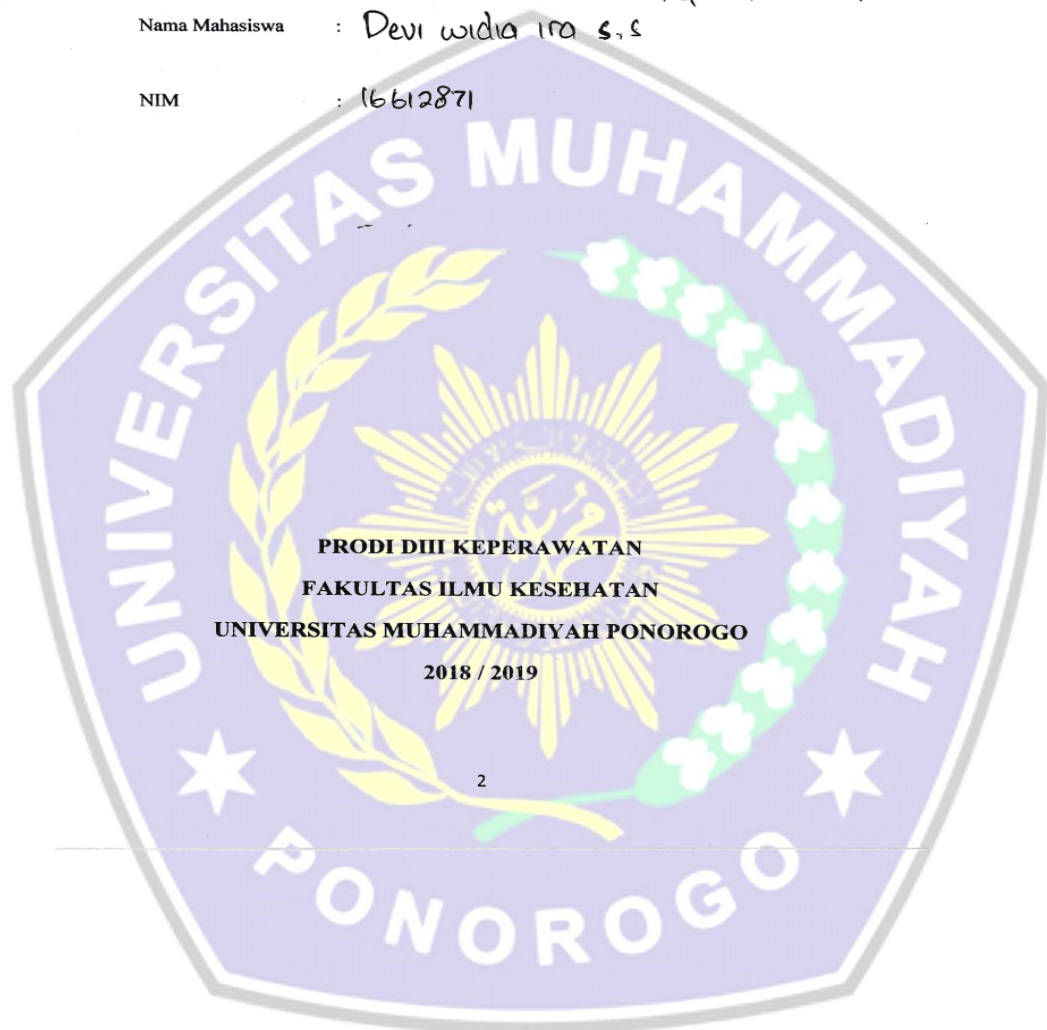 Nama Mahasiswa : Devi widia ira s.s
NIM : 16612871
UNIVERSITAS MUHAMMADIYAH
PRODI DIII KEPERAWATAN
FAKULTAS ILMU KESEHATAN
UNIVERSITAS MUHAMMADIYAH PONOROGO
2018 / 2019
2
PONOROGO